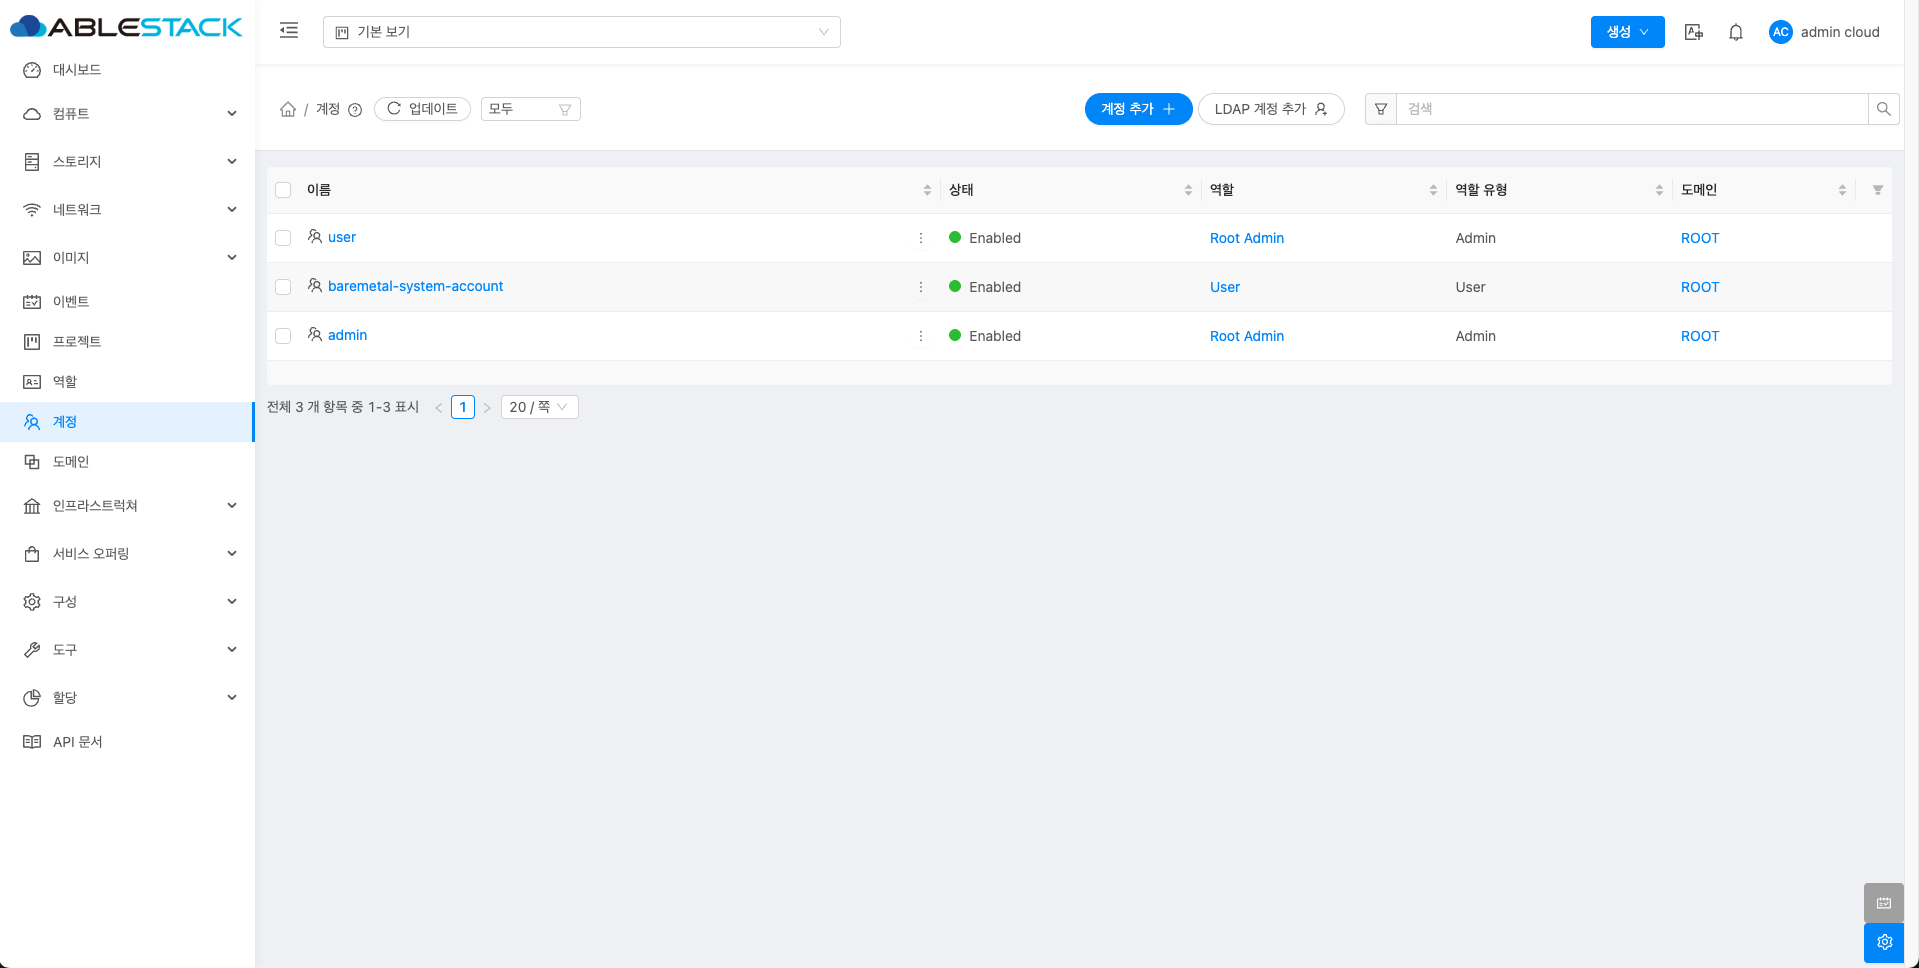 ABLESTACK
기본 보기
생성
AC
admin cloud
대시보드
컴퓨트
스토리지
네트워크
이미지
이벤트
프로젝트
역할
계정
도메인
인프라스트럭쳐
서비스 오퍼링
구성
도구
할당
API 문서
/ 계정
업데이트
모두
계정 추가
LDAP 계정 추가
검색
이름 상태 역할 역할 유형 도메인
user Enabled Root Admin Admin ROOT
baremetal-system-account Enabled User User ROOT
admin Enabled Root Admin Admin ROOT
전체 3 개 항목 중 1-3 표시 < 1 > 20 / 쪽